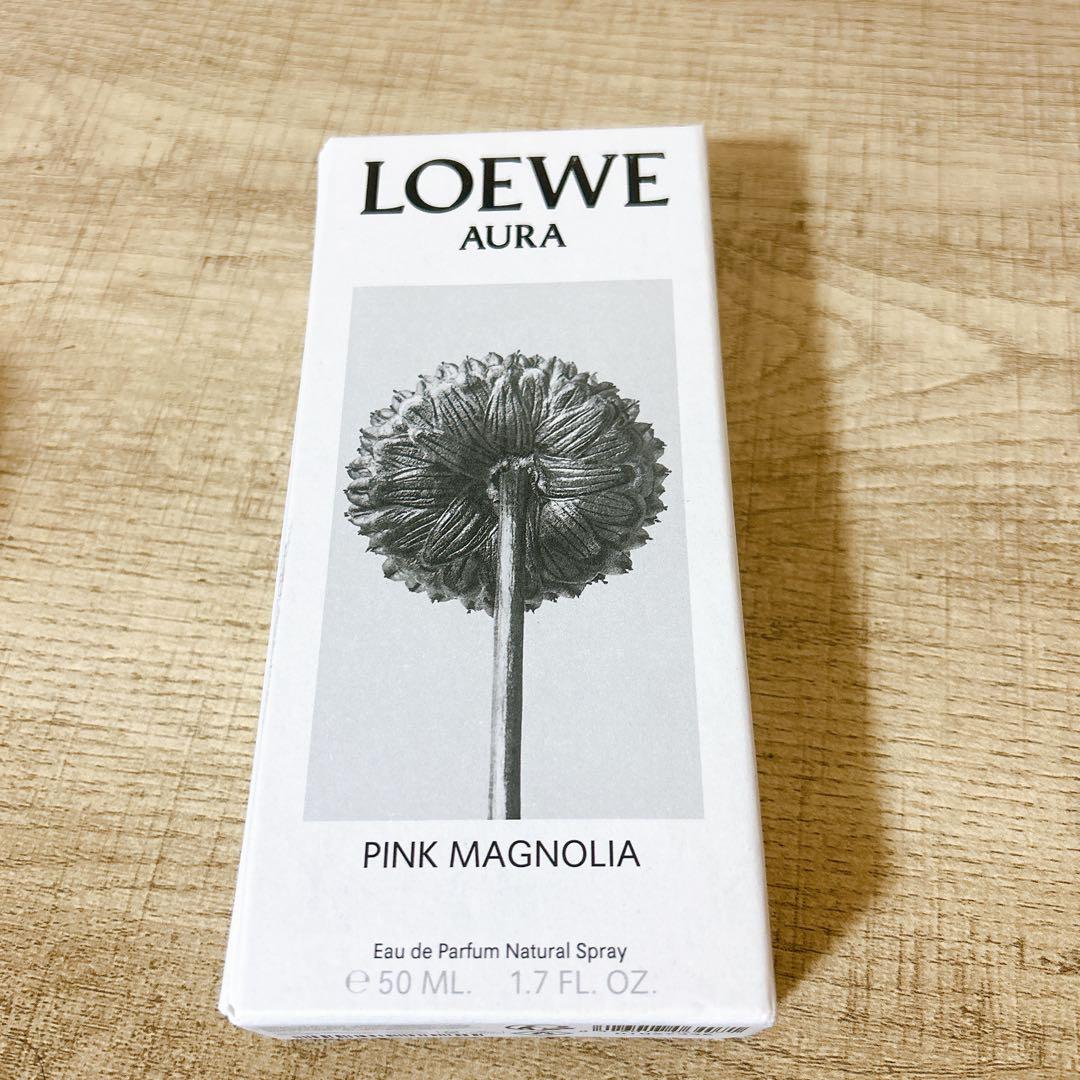 LOEWE
AURA
PINK MAGNOLIA
Eau de Parfum Natural Spray
℮ 50 ML. 1.7 FL. OZ.